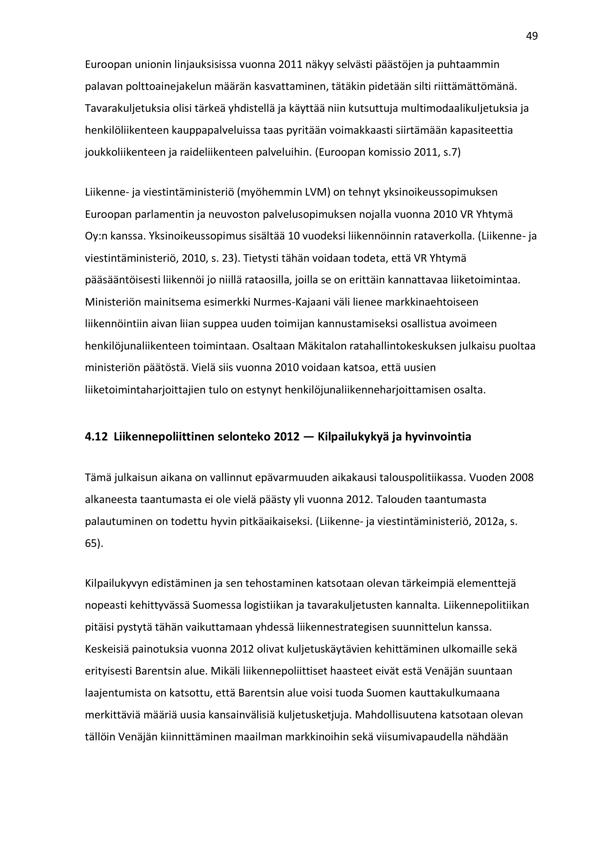 49
Euroopan unionin linjauksisissa vuonna 2011 näkyy selvästi päästöjen ja puhtaammin
palavan polttoainejakelun määrän kasvattaminen, tätäkin pidetään silti riittämättömänä.
Tavarakuljetuksia olisi tärkeä yhdistellä ja käyttää niin kutsuttuja multimodaalikuljetuksia ja
henkilöliikenteen kauppapalveluissa taas pyritään voimakkaasti siirtämään kapasiteettia
joukkoliikenteen ja raideliikenteen palveluihin. (Euroopan komissio 2011, s.7)
Liikenne- ja viestintäministeriö (myöhemmin LVM) on tehnyt yksinoikeussopimuksen
Euroopan parlamentin ja neuvoston palvelusopimuksen nojalla vuonna 2010 VR Yhtymä
Oy:n kanssa. Yksinoikeussopimus sisältää 10 vuodeksi liikennöinnin rataverkolla. (Liikenne- ja
viestintäministeriö, 2010, s. 23). Tietysti tähän voidaan todeta, että VR Yhtymä
pääsääntöisesti liikennöi jo niillä rataosilla, joilla se on erittäin kannattavaa liiketoimintaa.
Ministeriön mainitsema esimerkki Nurmes-Kajaani väli lienee markkinaehtoiseen
liikennöintiin aivan liian suppea uuden toimijan kannustamiseksi osallistua avoimeen
henkilöjunaliikenteen toimintaan. Osaltaan Mäkitalon ratahallintokeskuksen julkaisu puoltaa
ministeriön päätöstä. Vielä siis vuonna 2010 voidaan katsoa, että uusien
liiketoimintaharjoittajien tulo on estynyt henkilöjunaliikenneharjoittamisen osalta.
4.12 Liikennepoliittinen selonteko 2012 — Kilpailukykyä ja hyvinvointia
Tämä julkaisun aikana on vallinnut epävarmuuden aikakausi talouspolitiikassa. Vuoden 2008
alkaneesta taantumasta ei ole vielä päästy yli vuonna 2012. Talouden taantumasta
palautuminen on todettu hyvin pitkäaikaiseksi. (Liikenne- ja viestintäministeriö, 2012a, s.
65).
Kilpailukyvyn edistäminen ja sen tehostaminen katsotaan olevan tärkeimpiä elementtejä
nopeasti kehittyvässä Suomessa logistiikan ja tavarakuljetusten kannalta. Liikennepolitiikan
pitäisi pystytä tähän vaikuttamaan yhdessä liikennestrategisen suunnittelun kanssa.
Keskeisiä painotuksia vuonna 2012 olivat kuljetuskäytävien kehittäminen ulkomaille sekä
erityisesti Barentsin alue. Mikäli liikennepoliittiset haasteet eivät estä Venäjän suuntaan
laajentumista on katsottu, että Barentsin alue voisi tuoda Suomen kauttakulkumaana
merkittäviä määriä uusia kansainvälisiä kuljetusketjuja. Mahdollisuutena katsotaan olevan
tällöin Venäjän kiinnittäminen maailman markkinoihin sekä viisumivapaudella nähdään